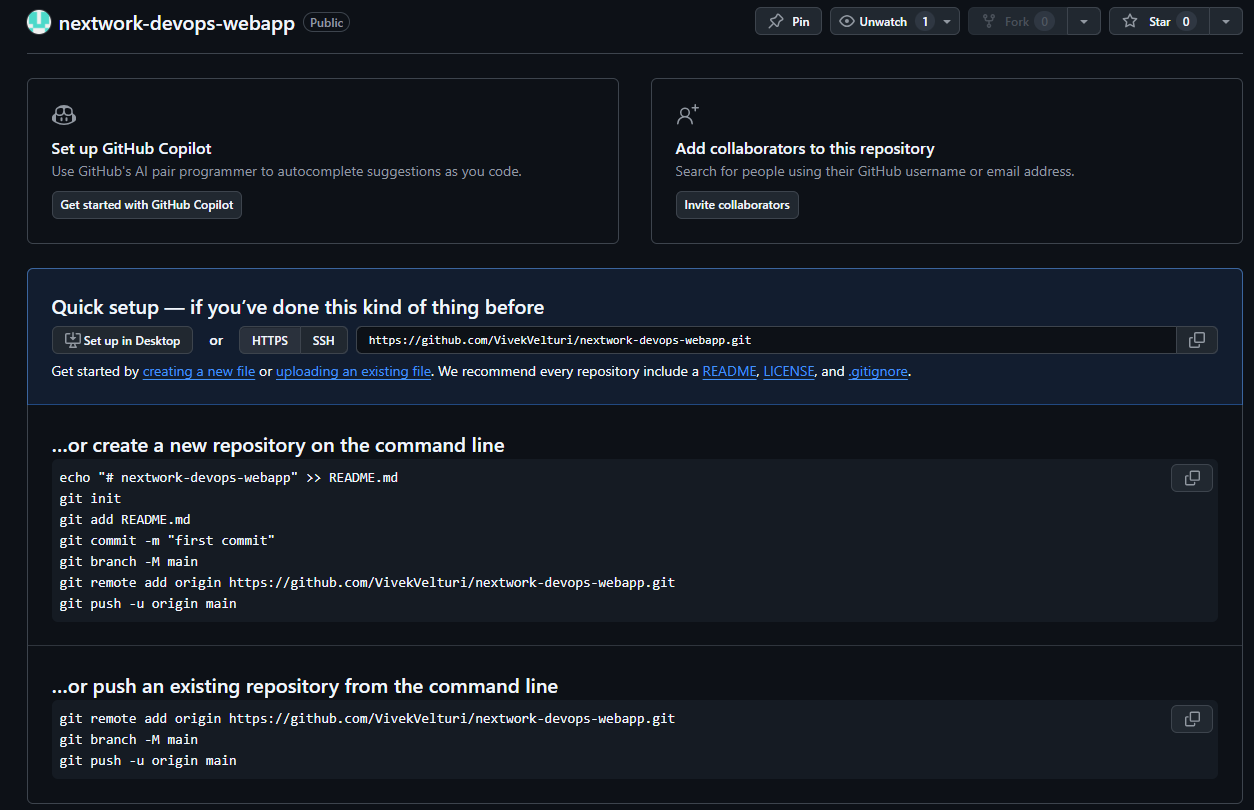 nextwork-devops-webapp Public Pin Unwatch 1 Fork 0 Star 0
Set up GitHub Copilot
Use GitHub's AI pair programmer to autocomplete suggestions as you code.
Get started with GitHub Copilot
Add collaborators to this repository
Search for people using their GitHub username or email address.
Invite collaborators
Quick setup — if you’ve done this kind of thing before
Set up in Desktop or HTTPS SSH https://github.com/VivekVelturi/nextwork-devops-webapp.git
Get started by creating a new file or uploading an existing file. We recommend every repository include a README, LICENSE, and .gitignore.
…or create a new repository on the command line
echo "# nextwork-devops-webapp" >> README.md
git init
git add README.md
git commit -m "first commit"
git branch -M main
git remote add origin https://github.com/VivekVelturi/nextwork-devops-webapp.git
git push -u origin main
…or push an existing repository from the command line
git remote add origin https://github.com/VivekVelturi/nextwork-devops-webapp.git
git branch -M main
git push -u origin main